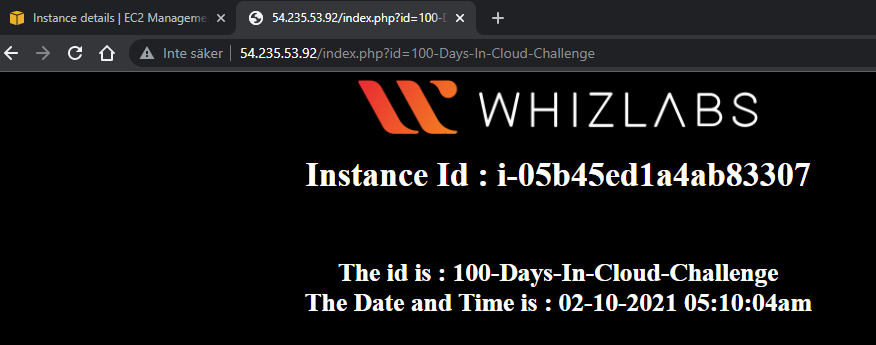 Instance details | EC2 Manageme
54.235.53.92/index.php?id=100-D
Inte säker
54.235.53.92/index.php?id=100-Days-In-Cloud-Challenge
WHIZLABS
Instance Id : i-05b45ed1a4ab83307
The id is : 100-Days-In-Cloud-Challenge
The Date and Time is : 02-10-2021 05:10:04am